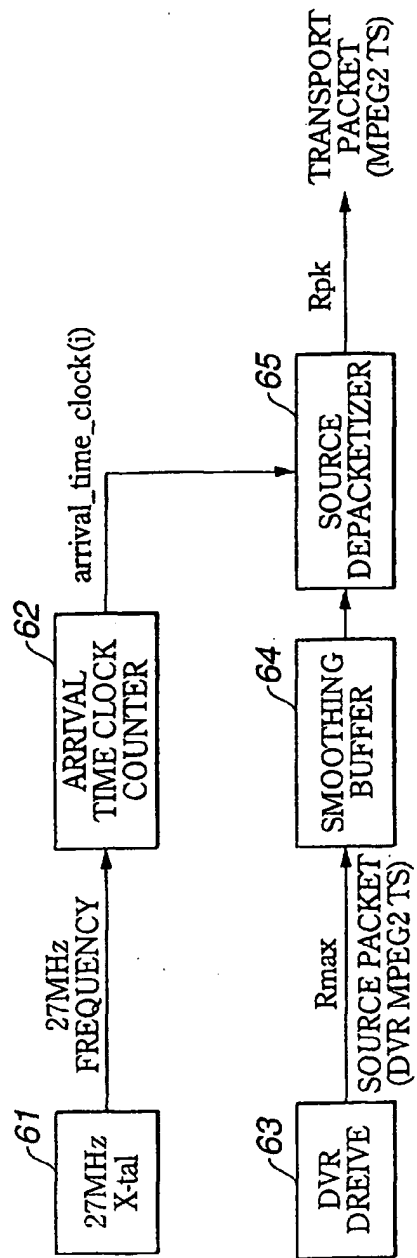 61
27MHz
X-tal
27MHz
FREQUENCY
62
ARRIVAL
TIME CLOCK
COUNTER
arrival_time_clock(i)
63
DVR
DREIVE
Rmax
SOURCE PACKET
(DVR MPEG2 TS)
64
SMOOTHING
BUFFER
65
SOURCE
DEPACKETIZER
Rpk
TRANSPORT
PACKET
(MPEG2 TS)